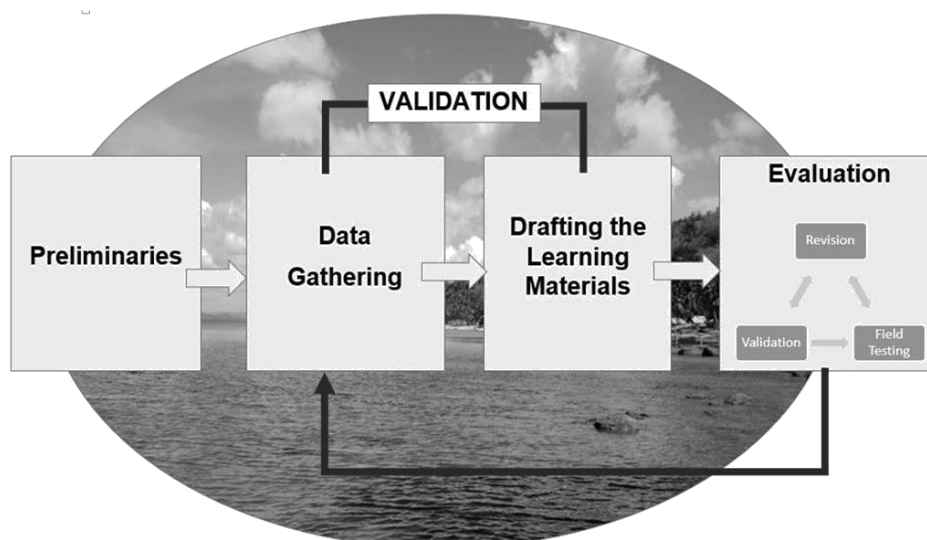 VALIDATION
Preliminaries
Data
Gathering
Drafting the
Learning
Materials
Evaluation
Revision
Validation
Field
Testing